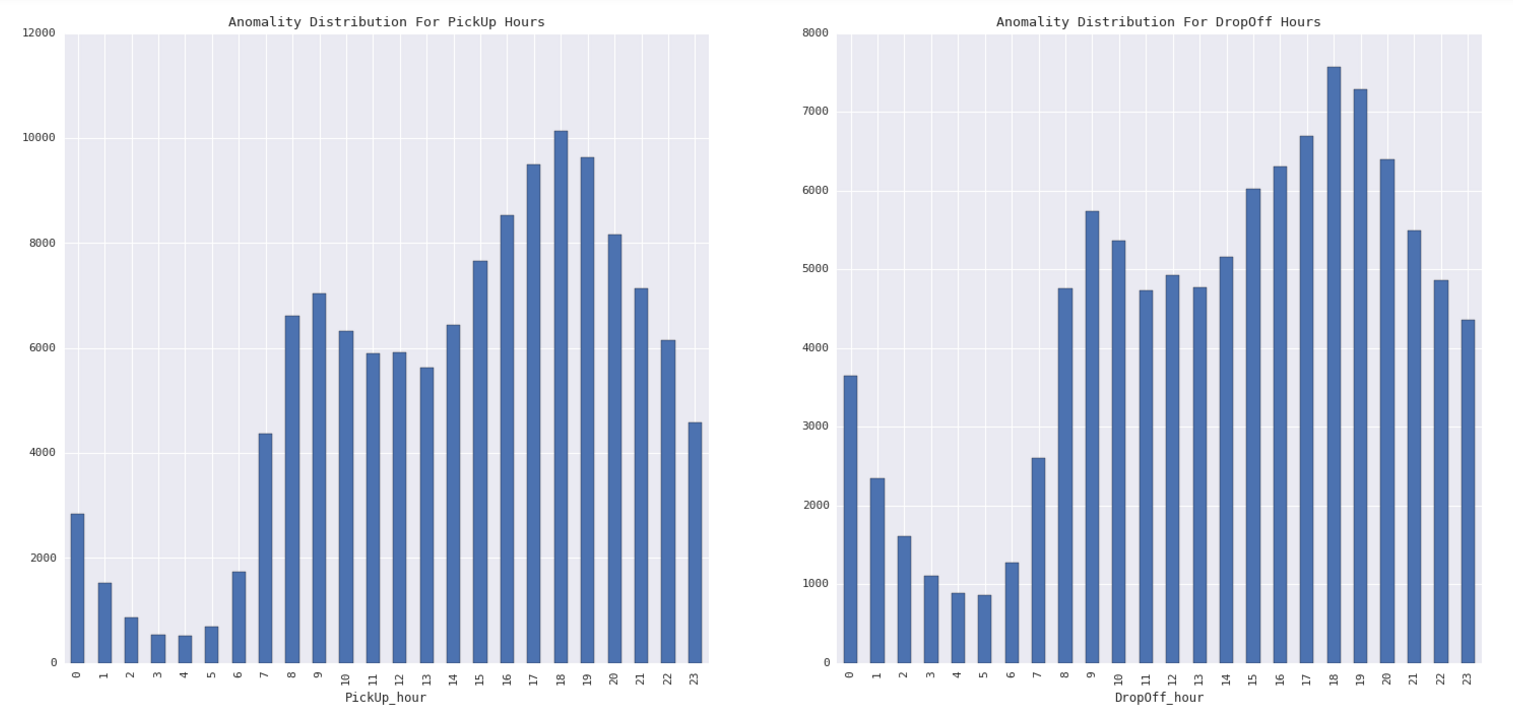 Anomality Distribution For PickUp Hours
12000
10000
8000
6000
4000
2000
0
0 1 2 3 4 5 6 7 8 9 10 11 12 13 14 15 16 17 18 19 20 21 22 23
PickUp_hour
Anomality Distribution For DropOff Hours
8000
7000
6000
5000
4000
3000
2000
1000
0
0 1 2 3 4 5 6 7 8 9 10 11 12 13 14 15 16 17 18 19 20 21 22 23
DropOff_hour